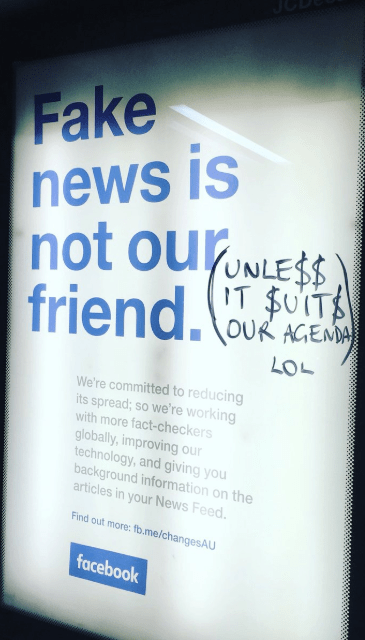 JCDec
Fake
news is
not our
friend.
(UNLE$$
IT $UIT$
OUR AGENDA)
LOL
We're committed to reducing
its spread; so we're working
with more fact-checkers
globally, improving our
technology, and giving you
background information on the
articles in your News Feed.
Find out more: fb.me/changesAU
facebook